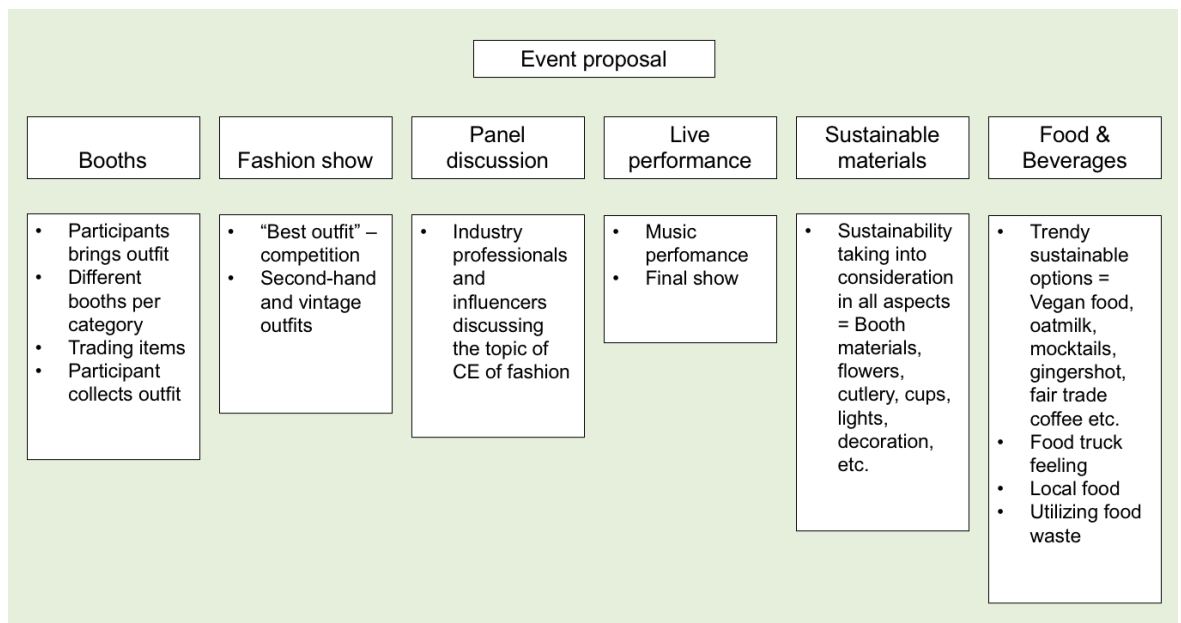 Event proposal
Booths
Fashion show
Panel
discussion
Live
performance
Sustainable
materials
Food &
Beverages
• Participants
brings outfit
• Different
booths per
category
• Trading items
• Participant
collects outfit
• “Best outfit” –
competition
• Second-hand
and vintage
outfits
• Industry
professionals
and
influencers
discussing
the topic of
CE of fashion
• Music
perfomance
• Final show
• Sustainability
taking into
consideration
in all aspects
= Booth
materials,
flowers,
cutlery, cups,
lights,
decoration,
etc.
• Trendy
sustainable
options =
Vegan food,
oatmilk,
mocktails,
gingershot,
fair trade
coffee etc.
• Food truck
feeling
• Local food
• Utilizing food
waste